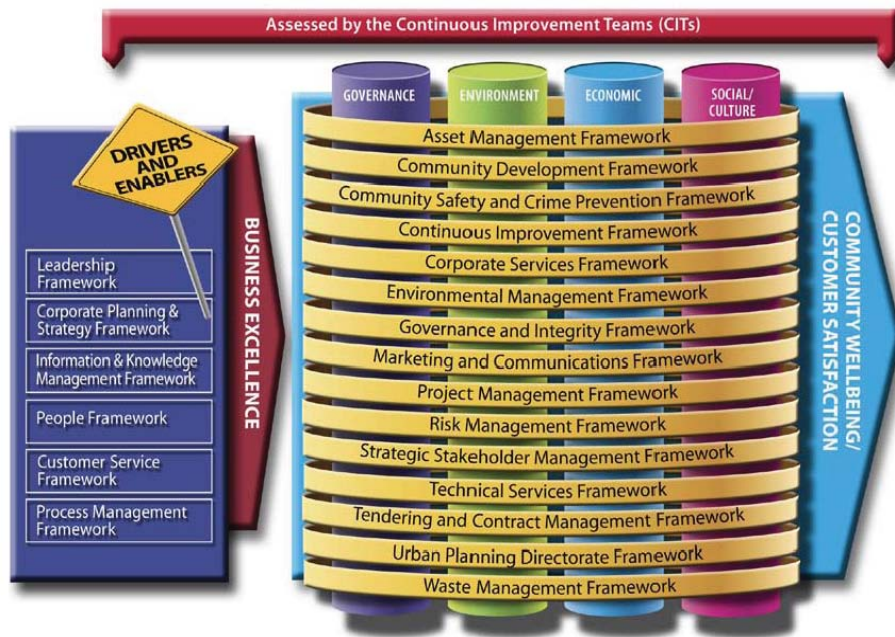 Assessed by the Continuous Improvement Teams (CITs)
DRIVERS
AND
ENABLERS
Leadership
Framework
Corporate Planning &
Strategy Framework
Information & Knowledge
Management Framework
People Framework
Customer Service
Framework
Process Management
Framework
BUSINESS EXCELLENCE
GOVERNANCE
ENVIRONMENT
ECONOMIC
SOCIAL/
CULTURE
Asset Management Framework
Community Development Framework
Community Safety and Crime Prevention Framework
Continuous Improvement Framework
Corporate Services Framework
Environmental Management Framework
Governance and Integrity Framework
Marketing and Communications Framework
Project Management Framework
Risk Management Framework
Strategic Stakeholder Management Framework
Technical Services Framework
Tendering and Contract Management Framework
Urban Planning Directorate Framework
Waste Management Framework
COMMUNITY WELLBEING/
CUSTOMER SATISFACTION